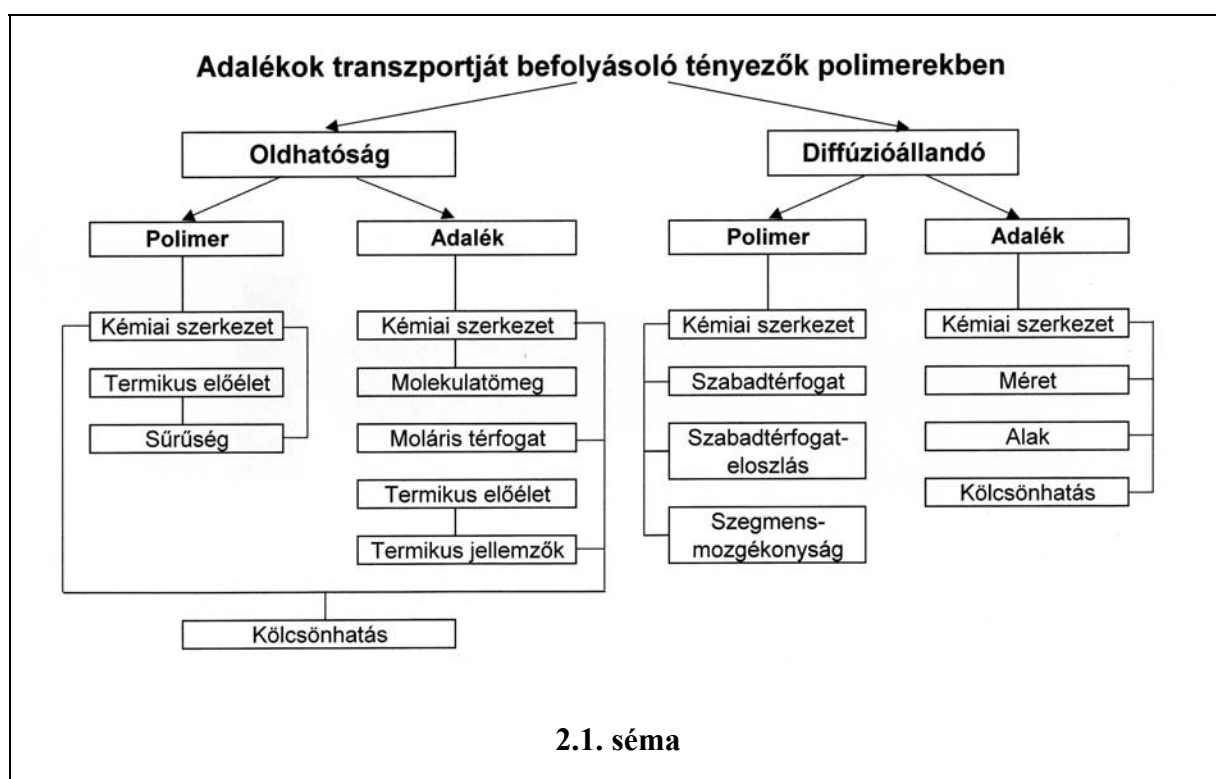 Adalékok transzportját befolyásoló tényezők polimerekben
Oldhatóság
Diffúzióállandó
Polimer
Adalék
Polimer
Adalék
Kémiai szerkezet
Termikus előélet
Sűrűség
Kémiai szerkezet
Molekulatömeg
Moláris térfogat
Termikus előélet
Termikus jellemzők
Kölcsönhatás
Kémiai szerkezet
Szabadtérfogat
Szabadtérfogat-
eloszlás
Szegmens-
mozgékonyság
Kémiai szerkezet
Méret
Alak
Kölcsönhatás
2.1. séma